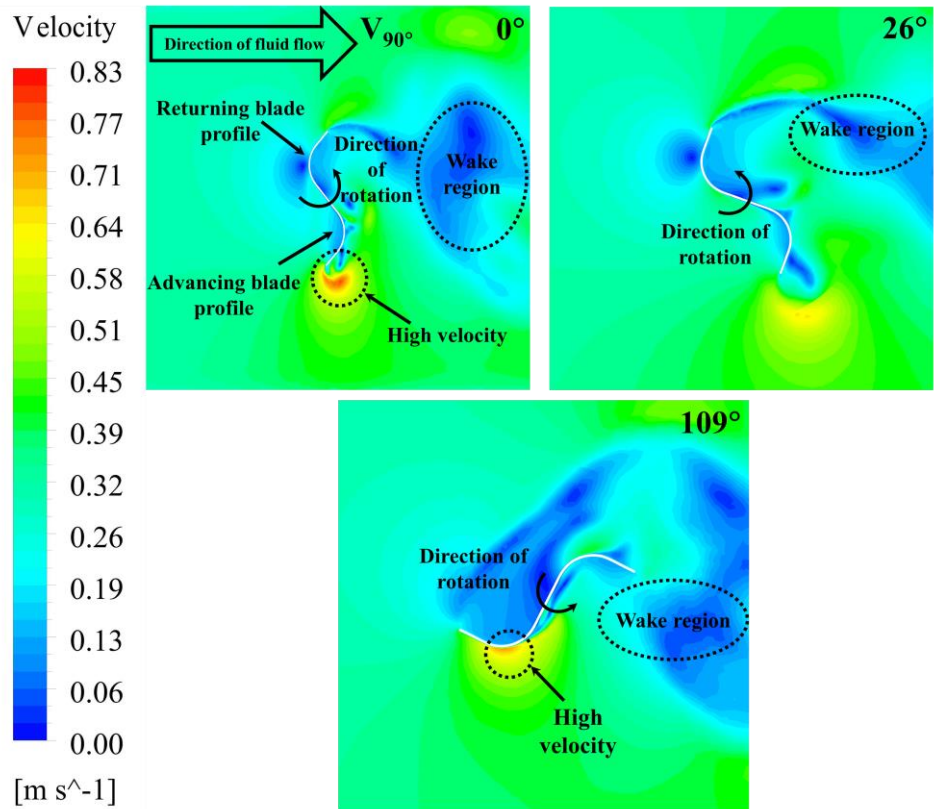 Velocity
0.83
0.77
0.71
0.64
0.58
0.51
0.45
0.39
0.32
0.26
0.19
0.13
0.06
0.00
[m s^-1]
Direction of fluid flow
V90°
0°
Returning blade
profile
Direction
of
rotation
Wake
region
Advancing blade
profile
High velocity
26°
Wake region
Direction of
rotation
109°
Direction of
rotation
Wake region
High
velocity